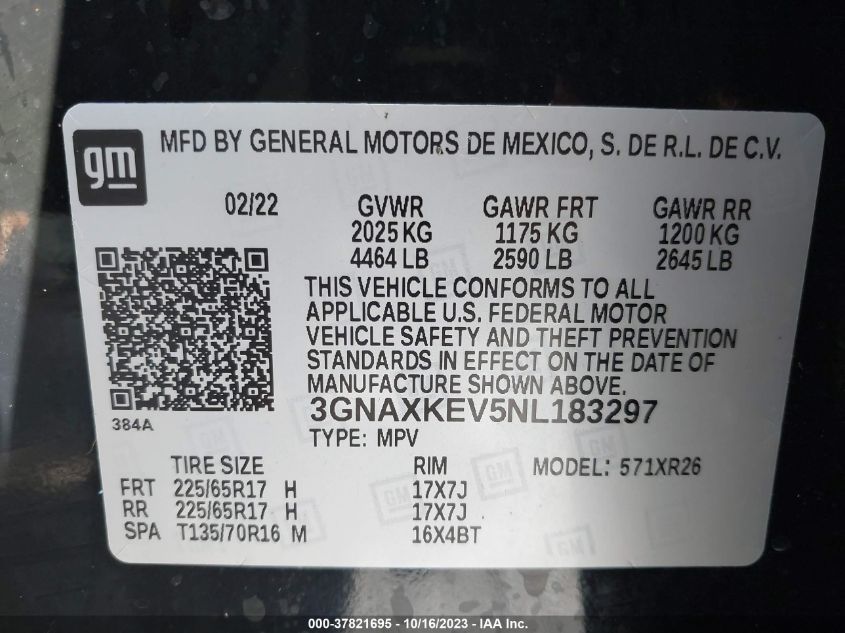 gm
MFD BY GENERAL MOTORS DE MEXICO, S. DE R.L. DE C.V.
02/22 GVWR GAWR FRT GAWR RR
2025 KG 1175 KG 1200 KG
4464 LB 2590 LB 2645 LB
THIS VEHICLE CONFORMS TO ALL
APPLICABLE U.S. FEDERAL MOTOR
VEHICLE SAFETY AND THEFT PREVENTION
STANDARDS IN EFFECT ON THE DATE OF
MANUFACTURE SHOWN ABOVE.
384A
3GNAXKEV5NL183297
TYPE: MPV
TIRE SIZE RIM MODEL: 571XR26
FRT 225/65R17 H 17X7J
RR 225/65R17 H 17X7J
SPA T135/70R16 M 16X4BT
000-37821695 - 10/16/2023 - IAA Inc.